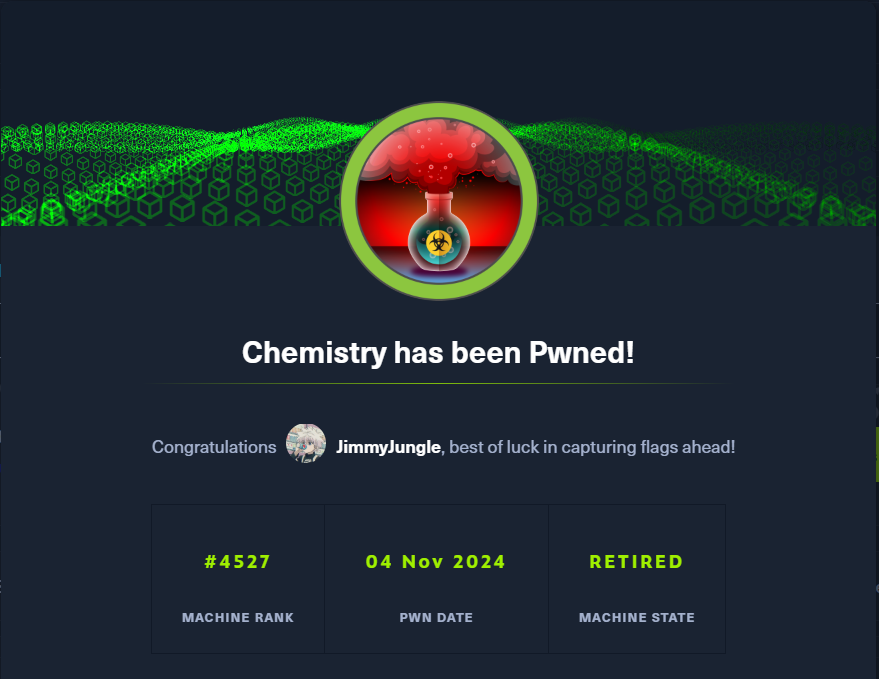 Chemistry has been Pwned!
Congratulations JimmyJungle, best of luck in capturing flags ahead!
#4527 04 Nov 2024 RETIRED
MACHINE RANK PWN DATE MACHINE STATE